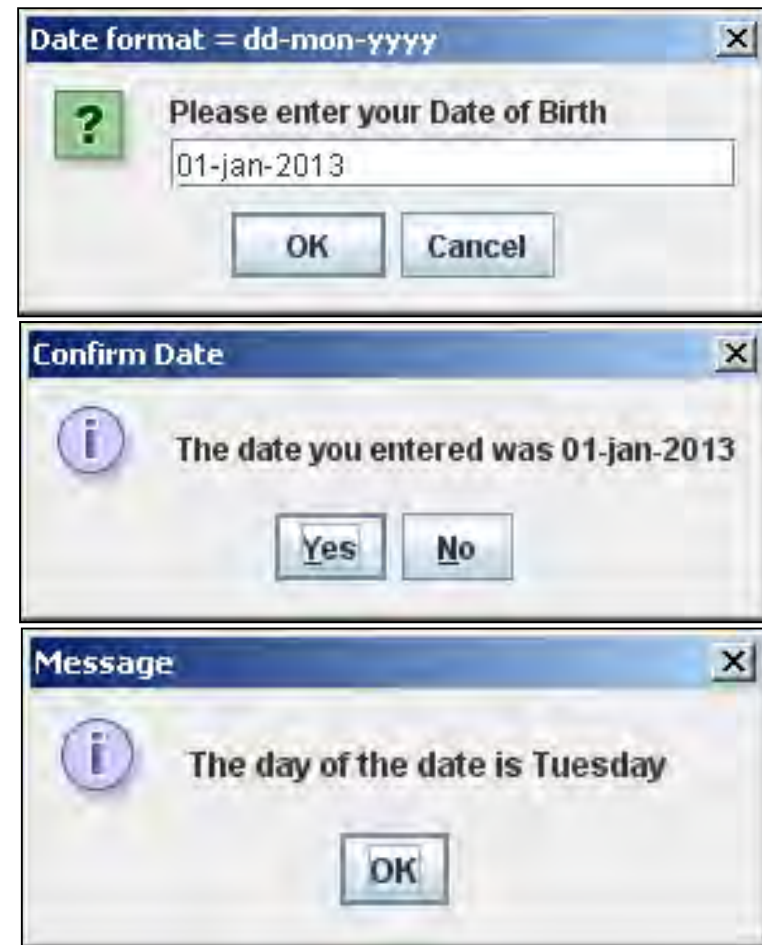 Date format = dd-mon-yyyy
?
Please enter your Date of Birth
01-jan-2013
OK Cancel
Confirm Date
i
The date you entered was 01-jan-2013
Yes No
Message
i
The day of the date is Tuesday
OK